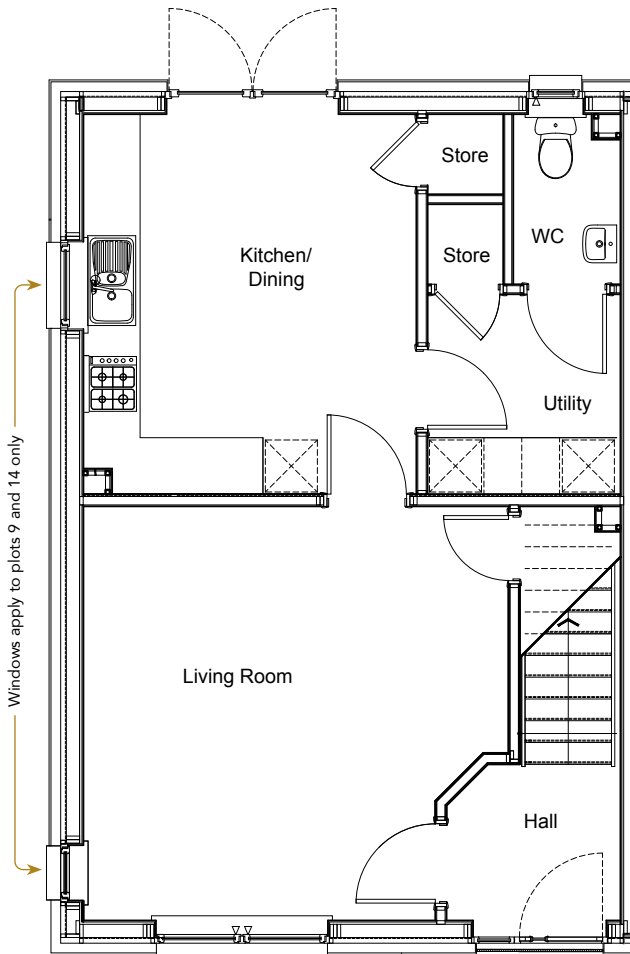 Store
WC
Store
Kitchen/
Dining
Utility
Windows apply to plots 9 and 14 only
Living Room
Hall